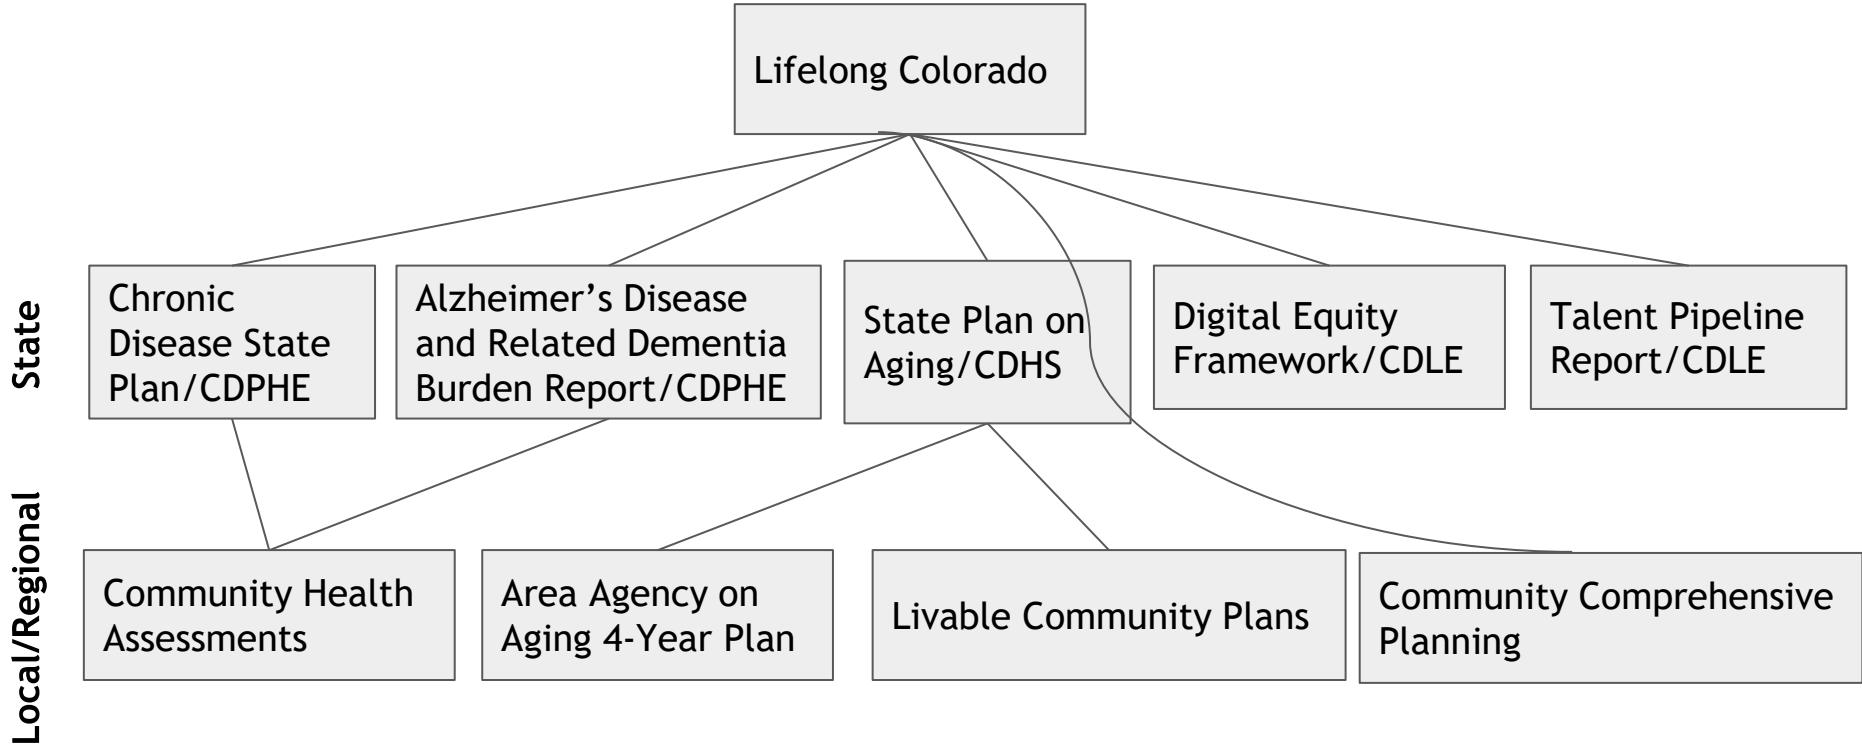 Lifelong Colorado
State
Chronic
Disease State
Plan/CDPHE
Alzheimer’s Disease
and Related Dementia
Burden Report/CDPHE
State Plan on
Aging/CDHS
Digital Equity
Framework/CDLE
Talent Pipeline
Report/CDLE
Local/Regional
Community Health
Assessments
Area Agency on
Aging 4-Year Plan
Livable Community Plans
Community Comprehensive
Planning